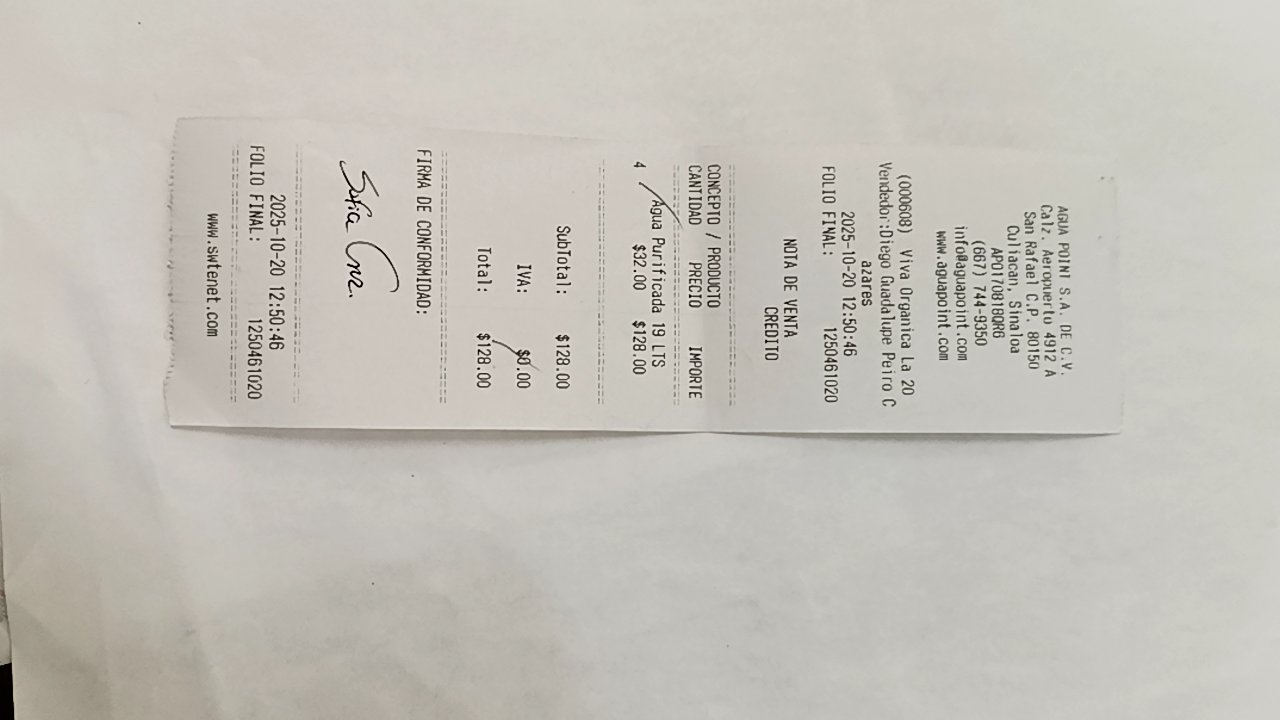 AGUA POINT S.A. DE C.V.
Calz. Aeropuerto 4912 A
San Rafael C.P. 80150
Culiacan, Sinaloa
APO170818QR6
(667) 744-9350
info@aguapoint.com
www.aguapoint.com
(000608) Viva Organica La 20
Vendedor::Diego Guadalupe Peiro C
azares
2025-10-20 12:50:46
FOLIO FINAL: 1250461020
NOTA DE VENTA
CREDITO
CONCEPTO / PRODUCTO
CANTIDAD PRECIO IMPORTE
Agua Purificada 19 LTS
4 $32.00 $128.00
SubTotal: $128.00
IVA: $0.00
Total: $128.00
FIRMA DE CONFORMIDAD:
Sofia Cruz.
2025-10-20 12:50:46
FOLIO FINAL: 1250461020
www.swtenet.com